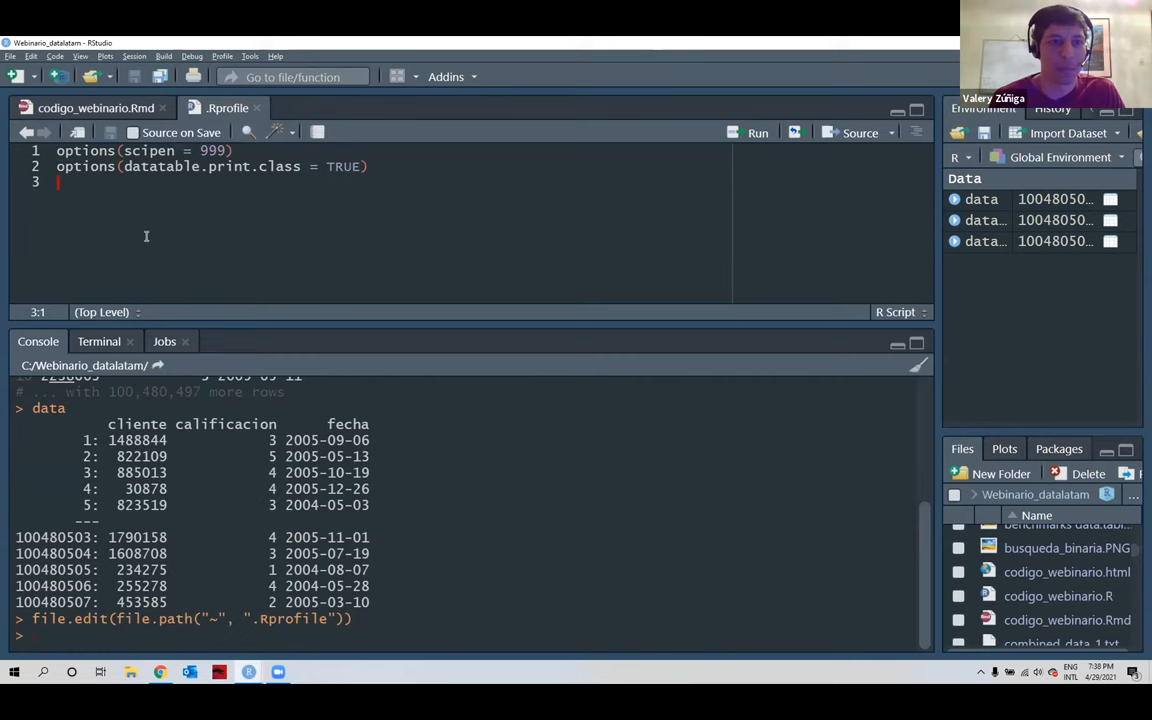 Webinario_datalatam - RStudio
File Edit Code View Plots Session Build Debug Profile Tools Help
Go to file/function Addins
Valery Zúñiga
codigo_webinario.Rmd .Rprofile
Environment History
Source on Save Run Source
Import Dataset
1 options(scipen = 999)
2 options(datatable.print.class = TRUE)
3
R Global Environment
Data
data 10048050...
data... 10048050...
data... 10048050...
3:1 (Top Level) R Script
Console Terminal Jobs
C:/Webinario_datalatam/
# ... with 100,480,497 more rows
> data
cliente calificacion fecha
1: 1488844 3 2005-09-06
2: 822109 5 2005-05-13
3: 885013 4 2005-10-19
4: 30878 4 2005-12-26
5: 823519 3 2004-05-03
---
100480503: 1790158 4 2005-11-01
100480504: 1608708 3 2005-07-19
100480505: 234275 1 2004-08-07
100480506: 255278 4 2004-05-28
100480507: 453585 2 2005-03-10
> file.edit(file.path("~", ".Rprofile"))
>
Files Plots Packages
New Folder Delete
Webinario_datalatam ...
Name
busqueda_binaria.PNG
codigo_webinario.html
codigo_webinario.R
codigo_webinario.Rmd
combined_data_1.txt
ENG
INTL
7:38 PM
4/29/2021